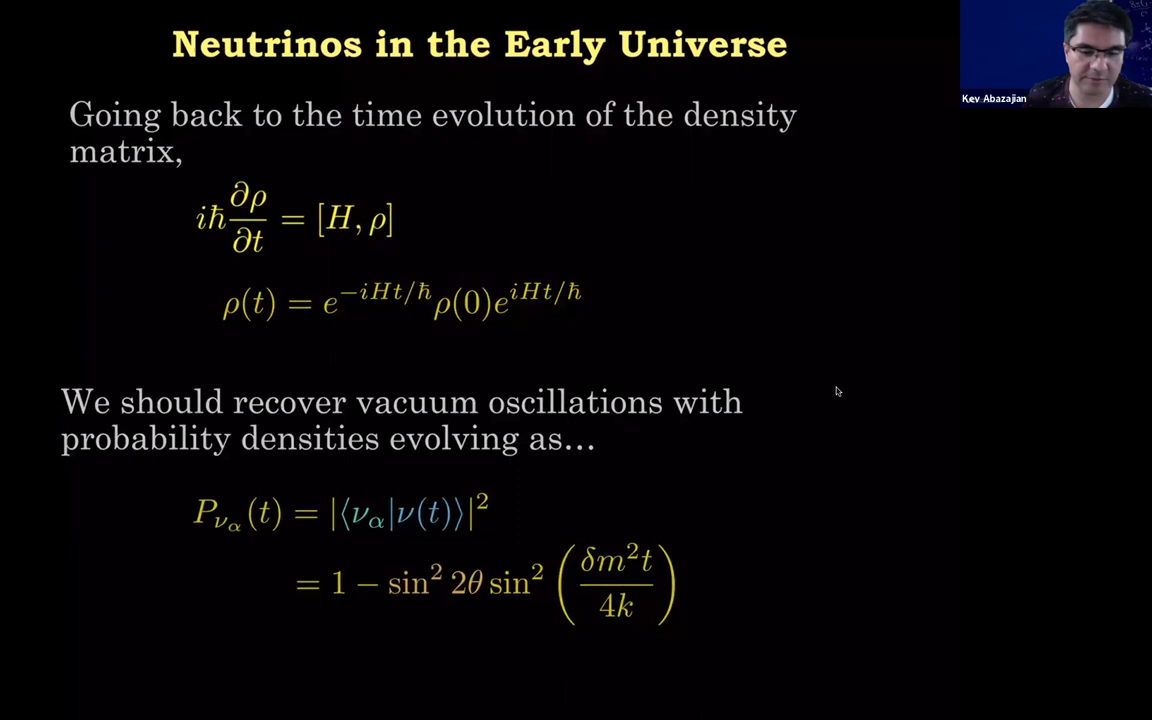 Neutrinos in the Early Universe
Kev Abazajian
Going back to the time evolution of the density
matrix,
iħ ∂ρ/∂t = [H, ρ]
ρ(t) = e^{−iHt/ħ} ρ(0) e^{iHt/ħ}
We should recover vacuum oscillations with
probability densities evolving as…
P_{ν_α}(t) = |⟨ν_α|ν(t)⟩|²
= 1 − sin² 2θ sin² (δm²t / 4k)